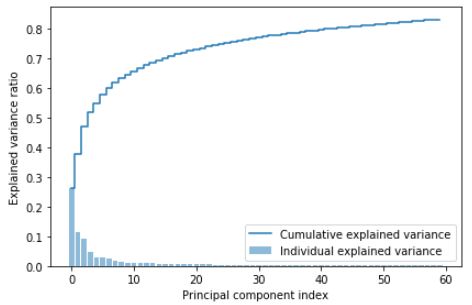 0.8
0.7
0.6
0.5
0.4
0.3
0.2
0.1
0.0
Explained variance ratio
Cumulative explained variance
Individual explained variance
0 10 20 30 40 50 60
Principal component index